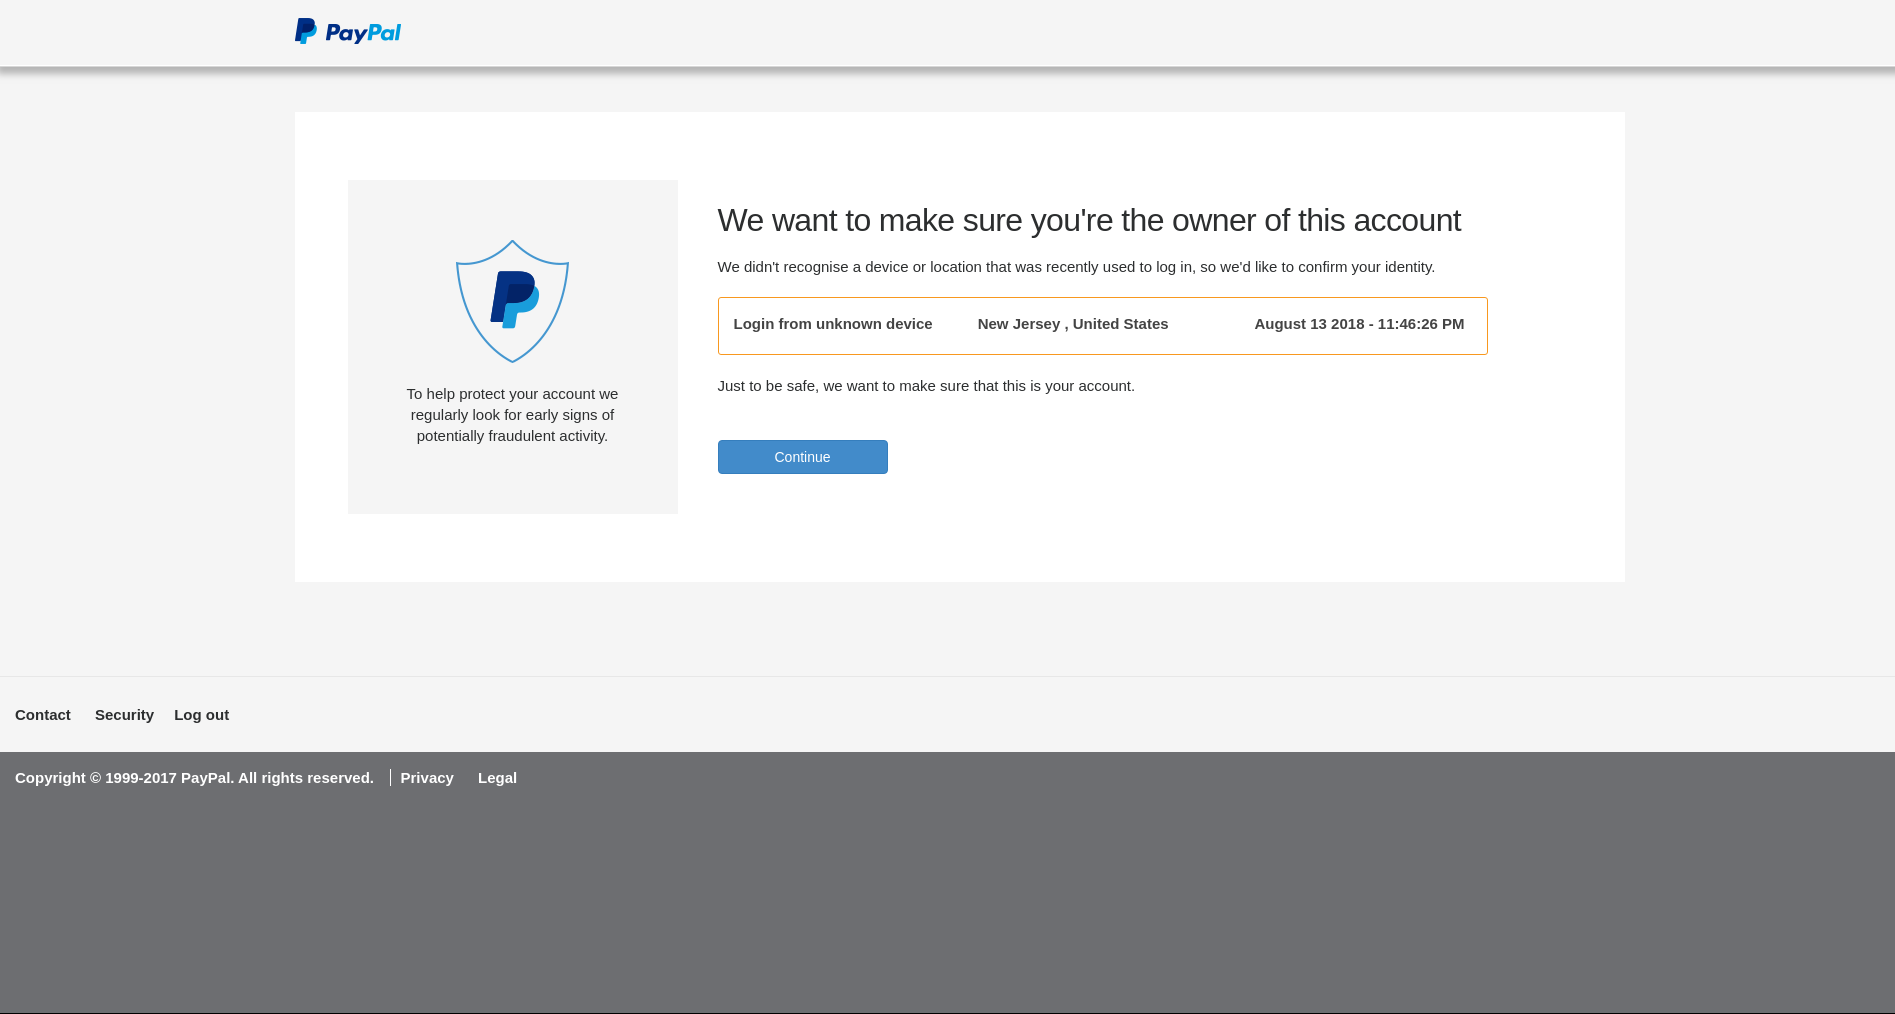 PayPal
We want to make sure you're the owner of this account
We didn't recognise a device or location that was recently used to log in, so we'd like to confirm your identity.
Login from unknown device New Jersey , United States August 13 2018 - 11:46:26 PM
Just to be safe, we want to make sure that this is your account.
To help protect your account we
regularly look for early signs of
potentially fraudulent activity.
Continue
Contact Security Log out
Copyright © 1999-2017 PayPal. All rights reserved. Privacy Legal